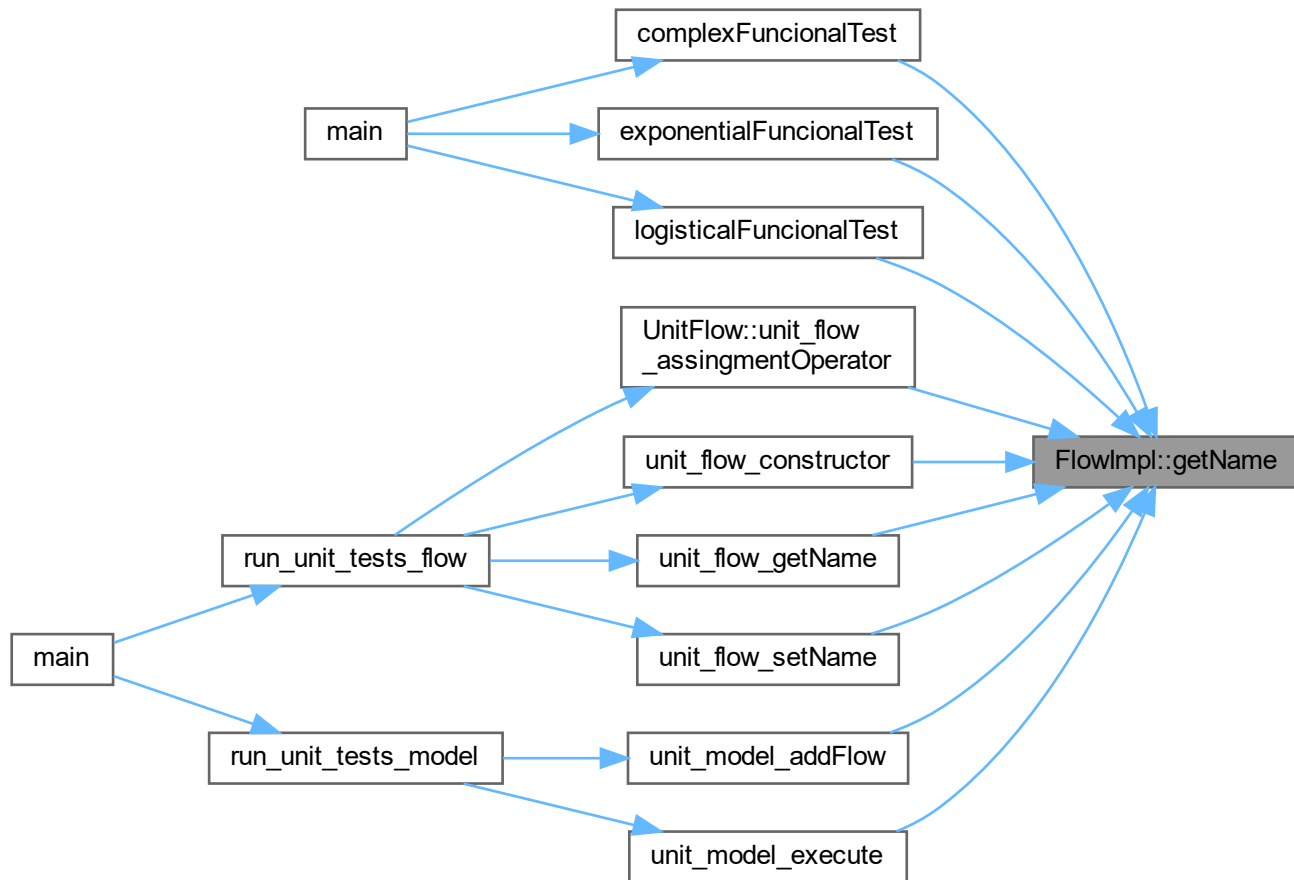 complexFuncionalTest
main
exponentialFuncionalTest
logisticalFuncionalTest
UnitFlow::unit_flow
_assingmentOperator
unit_flow_constructor
FlowImpl::getName
run_unit_tests_flow
unit_flow_getName
main
unit_flow_setName
run_unit_tests_model
unit_model_addFlow
unit_model_execute